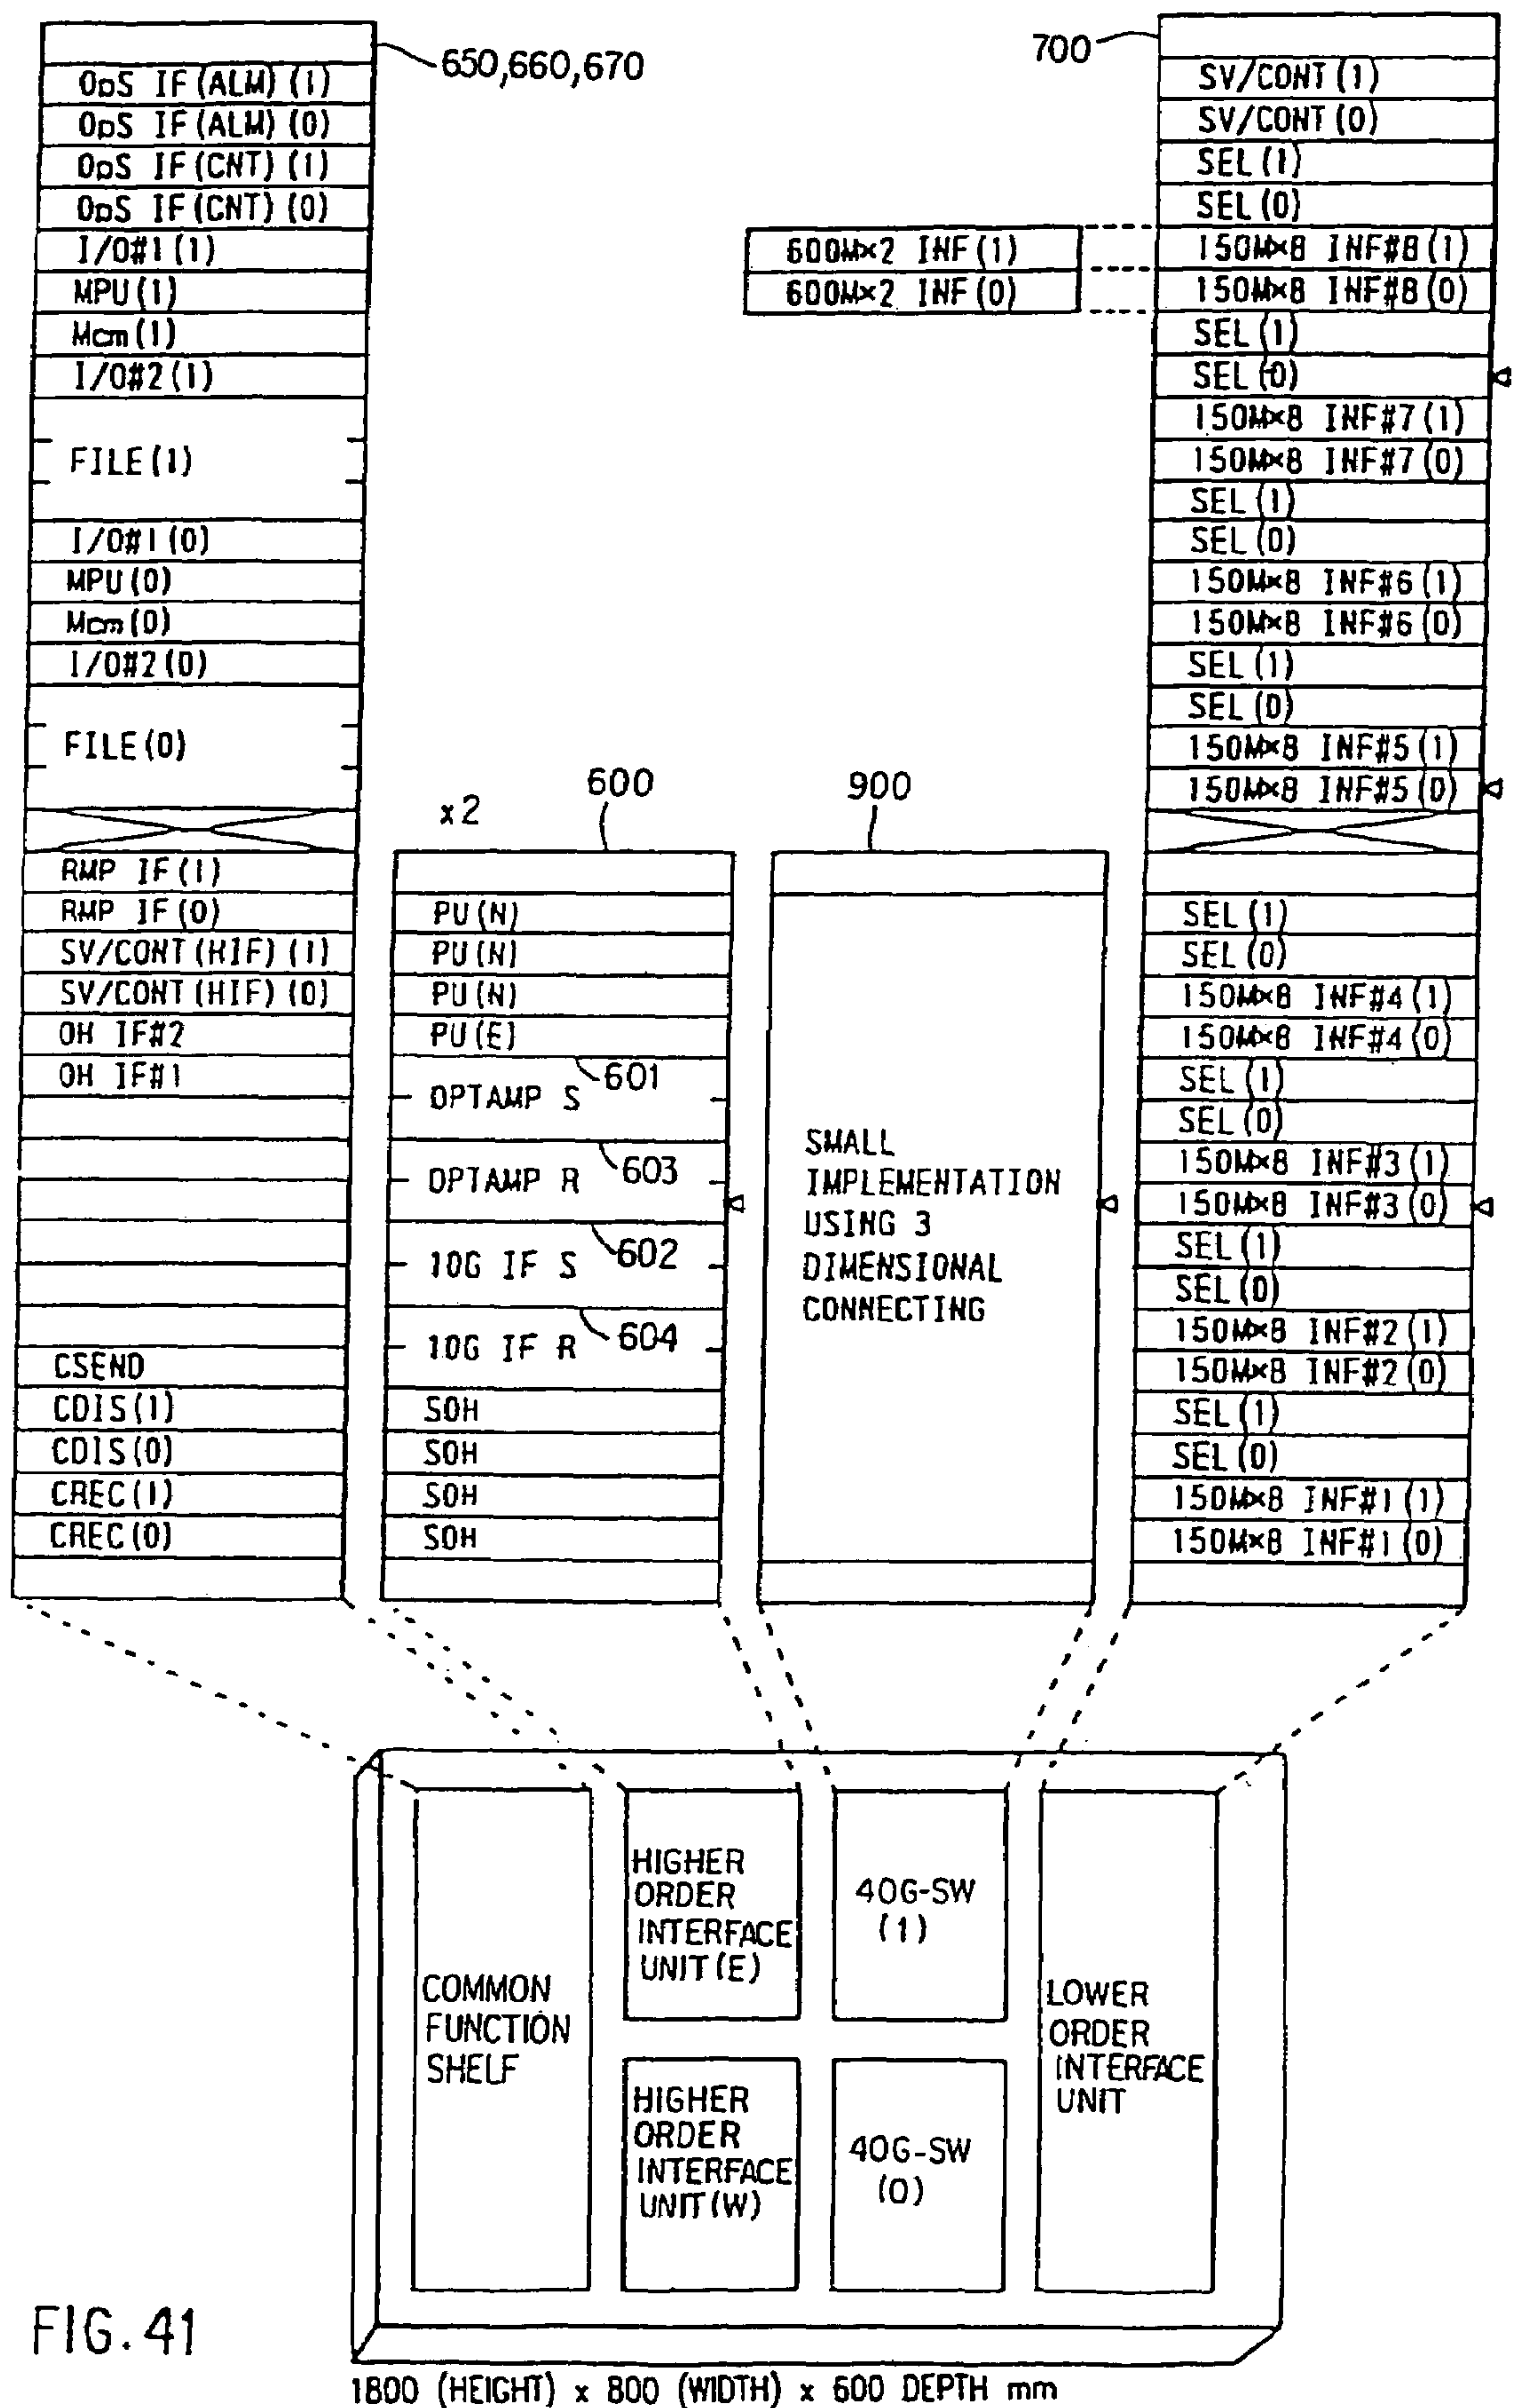 650,660,670
OpS IF(ALM)(1)
OpS IF(ALM)(0)
OpS IF(CNT)(1)
OpS IF(CNT)(0)
I/O#1(1)
MPU(1)
Mem(1)
I/O#2(1)
FILE(1)
I/O#1(0)
MPU(0)
Mem(0)
I/O#2(0)
FILE(0)
RMP IF(1)
RMP IF(0)
SV/CONT(HIF)(1)
SV/CONT(HIF)(0)
OH IF#2
OH IF#1
CSEND
CDIS(1)
CDIS(0)
CREC(1)
CREC(0)
x2
600
PU(N)
PU(N)
PU(N)
PU(E)
OPTAMP S
601
OPTAMP R
603
10G IF S
602
10G IF R
604
SOH
SOH
SOH
SOH
900
SMALL
IMPLEMENTATION
USING 3
DIMENSIONAL
CONNECTING
600M×2 INF(1)
600M×2 INF(0)
700
SV/CONT(1)
SV/CONT(0)
SEL(1)
SEL(0)
150M×8 INF#8(1)
150M×8 INF#8(0)
SEL(1)
SEL(0)
150M×8 INF#7(1)
150M×8 INF#7(0)
SEL(1)
SEL(0)
150M×8 INF#6(1)
150M×8 INF#6(0)
SEL(1)
SEL(0)
150M×8 INF#5(1)
150M×8 INF#5(0)
SEL(1)
SEL(0)
150M×8 INF#4(1)
150M×8 INF#4(0)
SEL(1)
SEL(0)
150M×8 INF#3(1)
150M×8 INF#3(0)
SEL(1)
SEL(0)
150M×8 INF#2(1)
150M×8 INF#2(0)
SEL(1)
SEL(0)
150M×8 INF#1(1)
150M×8 INF#1(0)
COMMON
FUNCTION
SHELF
HIGHER
ORDER
INTERFACE
UNIT(E)
40G-SW
(1)
HIGHER
ORDER
INTERFACE
UNIT(W)
40G-SW
(0)
LOWER
ORDER
INTERFACE
UNIT
FIG.41
1800 (HEIGHT) x 800 (WIDTH) x 600 DEPTH mm